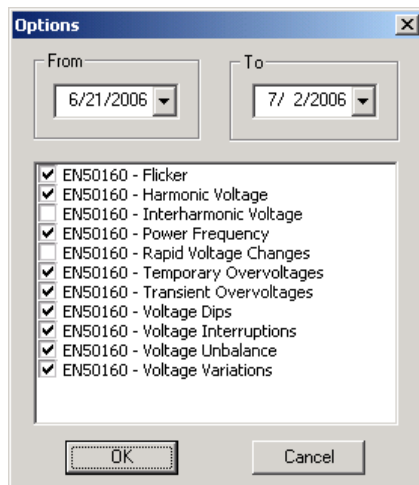 Options
From
To
6/21/2006
7/ 2/2006
EN50160 - Flicker
EN50160 - Harmonic Voltage
EN50160 - Interharmonic Voltage
EN50160 - Power Frequency
EN50160 - Rapid Voltage Changes
EN50160 - Temporary Overvoltages
EN50160 - Transient Overvoltages
EN50160 - Voltage Dips
EN50160 - Voltage Interruptions
EN50160 - Voltage Unbalance
EN50160 - Voltage Variations
OK
Cancel